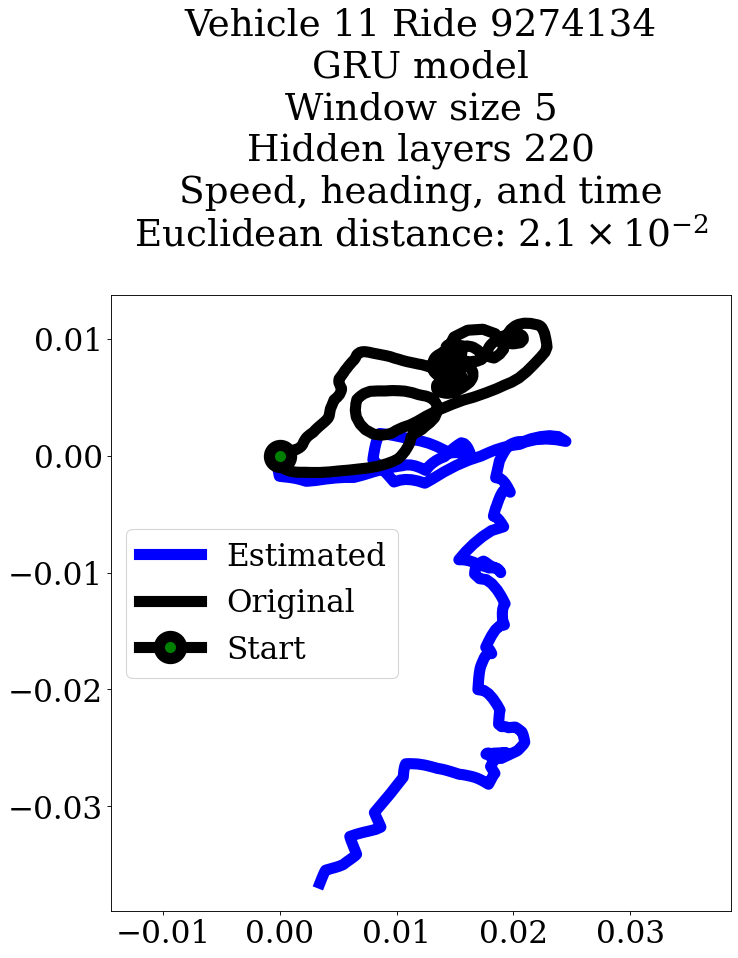 Vehicle 11 Ride 9274134
GRU model
Window size 5
Hidden layers 220
Speed, heading, and time
Euclidean distance: 2.1 × 10⁻²
0.01
0.00
−0.01
−0.02
−0.03
Estimated
Original
Start
−0.01 0.00 0.01 0.02 0.03